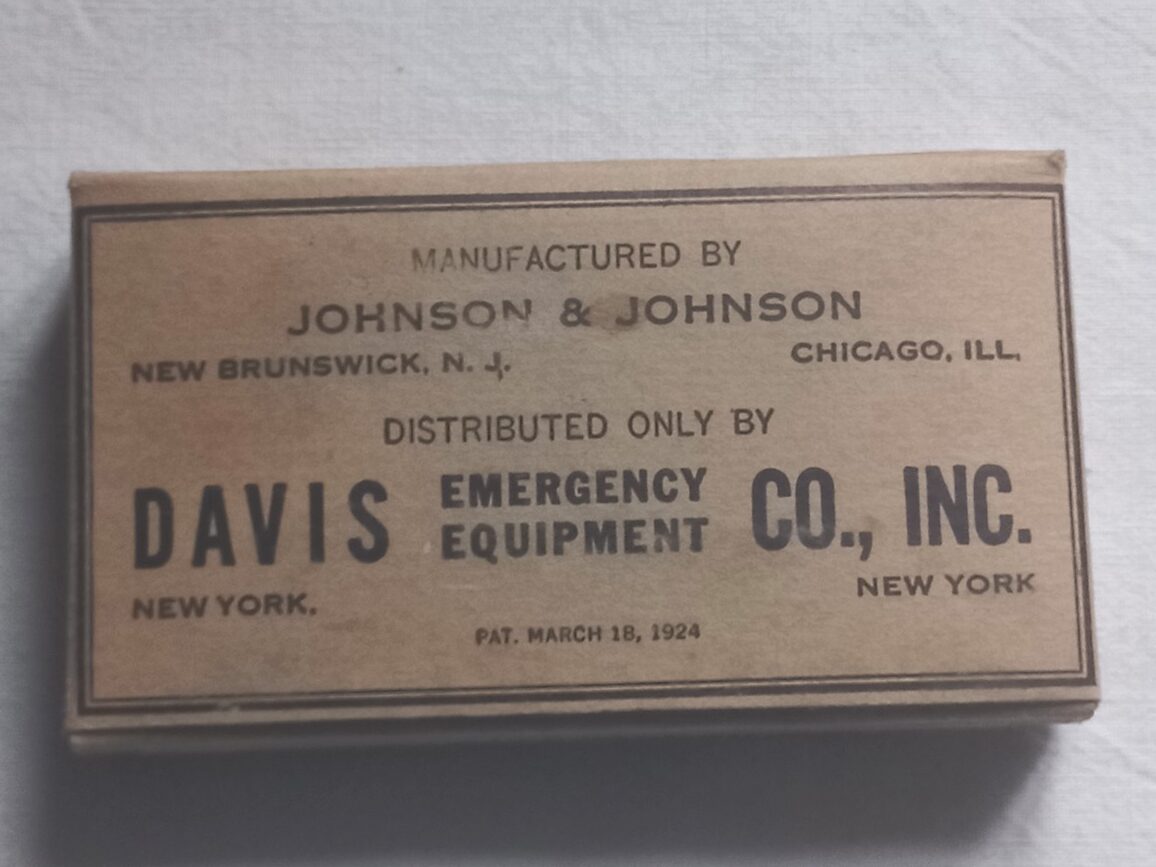 MANUFACTURED BY
JOHNSON & JOHNSON
NEW BRUNSWICK, N. J. CHICAGO, ILL.
DISTRIBUTED ONLY BY
DAVIS EMERGENCY EQUIPMENT CO., INC.
NEW YORK. NEW YORK
PAT. MARCH 18, 1924